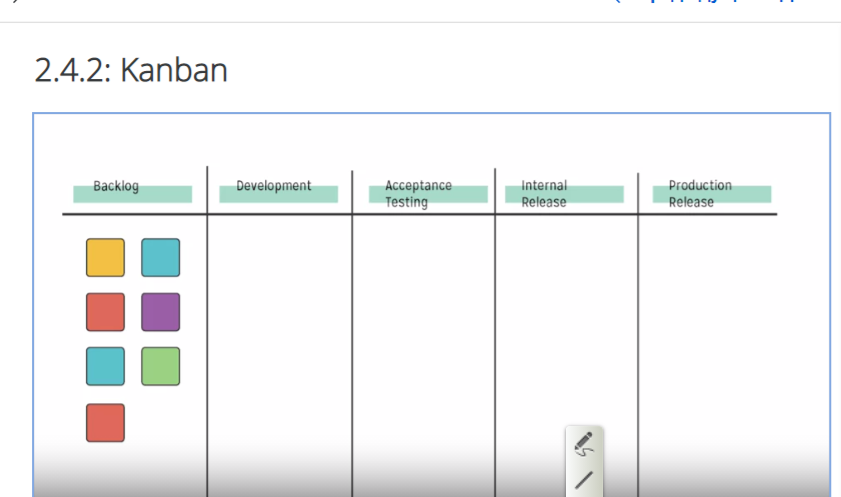 2.4.2: Kanban
Backlog
Development
Acceptance
Testing
Internal
Release
Production
Release